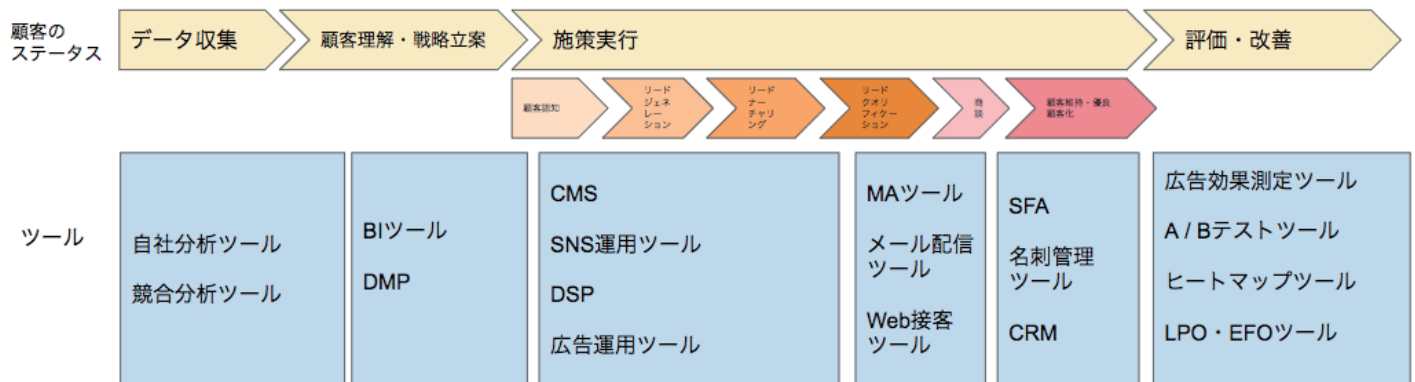 顧客の
ステータス
データ収集
顧客理解・戦略立案
施策実行
評価・改善
顧客認知
リード
ジェネ
レー
ション
リード
ナー
チャリ
ング
リード
クオリ
フィケー
ション
商
談
顧客維持・優良
顧客化
ツール
自社分析ツール
競合分析ツール
BIツール
DMP
CMS
SNS運用ツール
DSP
広告運用ツール
MAツール
メール配信
ツール
Web接客
ツール
SFA
名刺管理
ツール
CRM
広告効果測定ツール
A / Bテストツール
ヒートマップツール
LPO・EFOツール